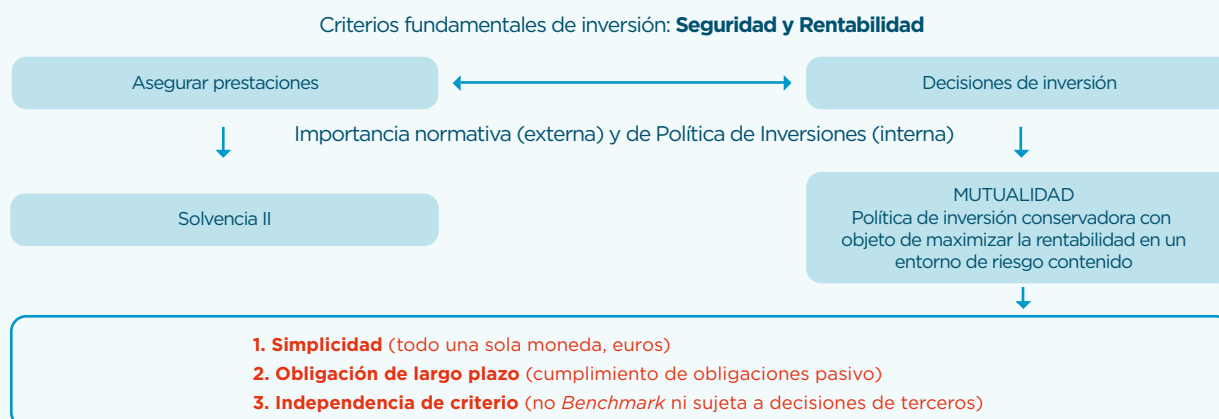 Criterios fundamentales de inversión: Seguridad y Rentabilidad
Asegurar prestaciones
Decisiones de inversión
Importancia normativa (externa) y de Política de Inversiones (interna)
Solvencia II
MUTUALIDAD
Política de inversión conservadora con
objeto de maximizar la rentabilidad en un
entorno de riesgo contenido
1. Simplicidad (todo una sola moneda, euros)
2. Obligación de largo plazo (cumplimiento de obligaciones pasivo)
3. Independencia de criterio (no Benchmark ni sujeta a decisiones de terceros)